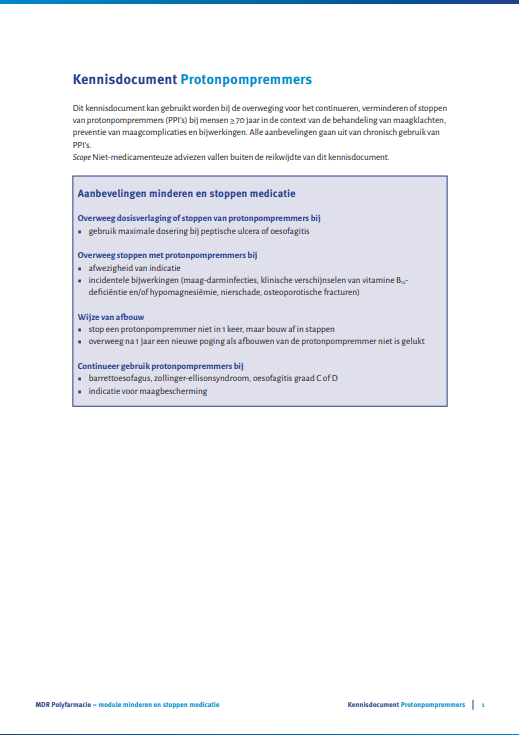 Kennisdocument Protonpompremmers
Dit kennisdocument kan gebruikt worden bij de overweging voor het continueren, verminderen of stoppen
van protonpompremmers (PPI's) bij mensen ≥ 70 jaar in de context van de behandeling van maagklachten,
preventie van maagcomplicaties en bijwerkingen. Alle aanbevelingen gaan uit van chronisch gebruik van
PPI's.
Scope Niet-medicamenteuze adviezen vallen buiten de reikwijdte van dit kennisdocument.
Aanbevelingen minderen en stoppen medicatie
Overweeg dosisverlaging of stoppen van protonpompremmers bij
▪ gebruik maximale dosering bij peptische ulcera of oesofagitis
Overweeg stoppen met protonpompremmers bij
▪ afwezigheid van indicatie
▪ incidentele bijwerkingen (maag-darminfecties, klinische verschijnselen van vitamine B₁₂-
deficiëntie en/of hypomagnesiëmie, nierschade, osteoporotische fracturen)
Wijze van afbouw
▪ stop een protonpompremmer niet in 1 keer, maar bouw af in stappen
▪ overweeg na 1 jaar een nieuwe poging als afbouwen van de protonpompremmer niet is gelukt
Continueer gebruik protonpompremmers bij
▪ barrettoesofagus, zollinger-ellisonsyndroom, oesofagitis graad C of D
▪ indicatie voor maagbescherming
MDR Polyfarmacie – module minderen en stoppen medicatie
Kennisdocument Protonpompremmers | 1